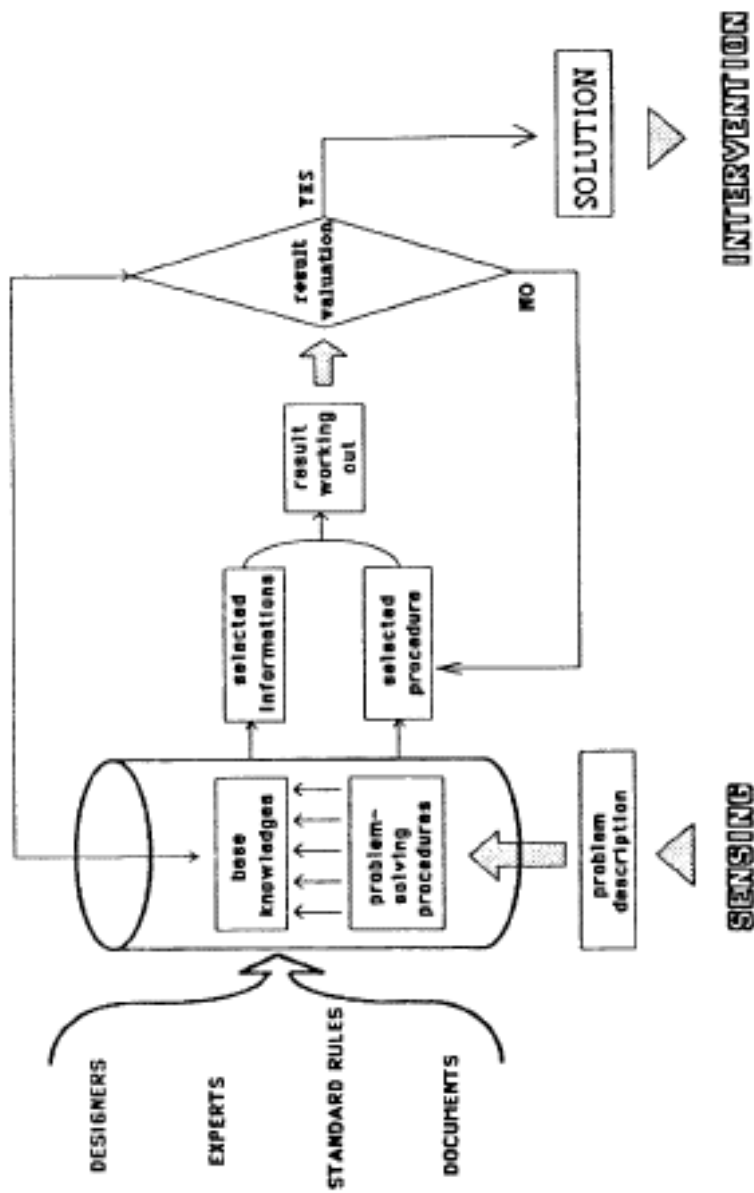 DESIGNERS
EXPERTS
STANDARD RULES
DOCUMENTS
base
knowledges
problem-
solving
procedures
problem
description
SENSING
selected
informations
selected
procedure
result
working
out
result
valuation
YES
NO
SOLUTION
INTERVENTION